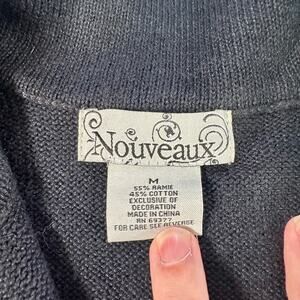 Nouveaux
M
55% RAMIE
45% COTTON
EXCLUSIVE OF
DECORATION
MADE IN CHINA
RN 69377
FOR CARE SEE REVERSE